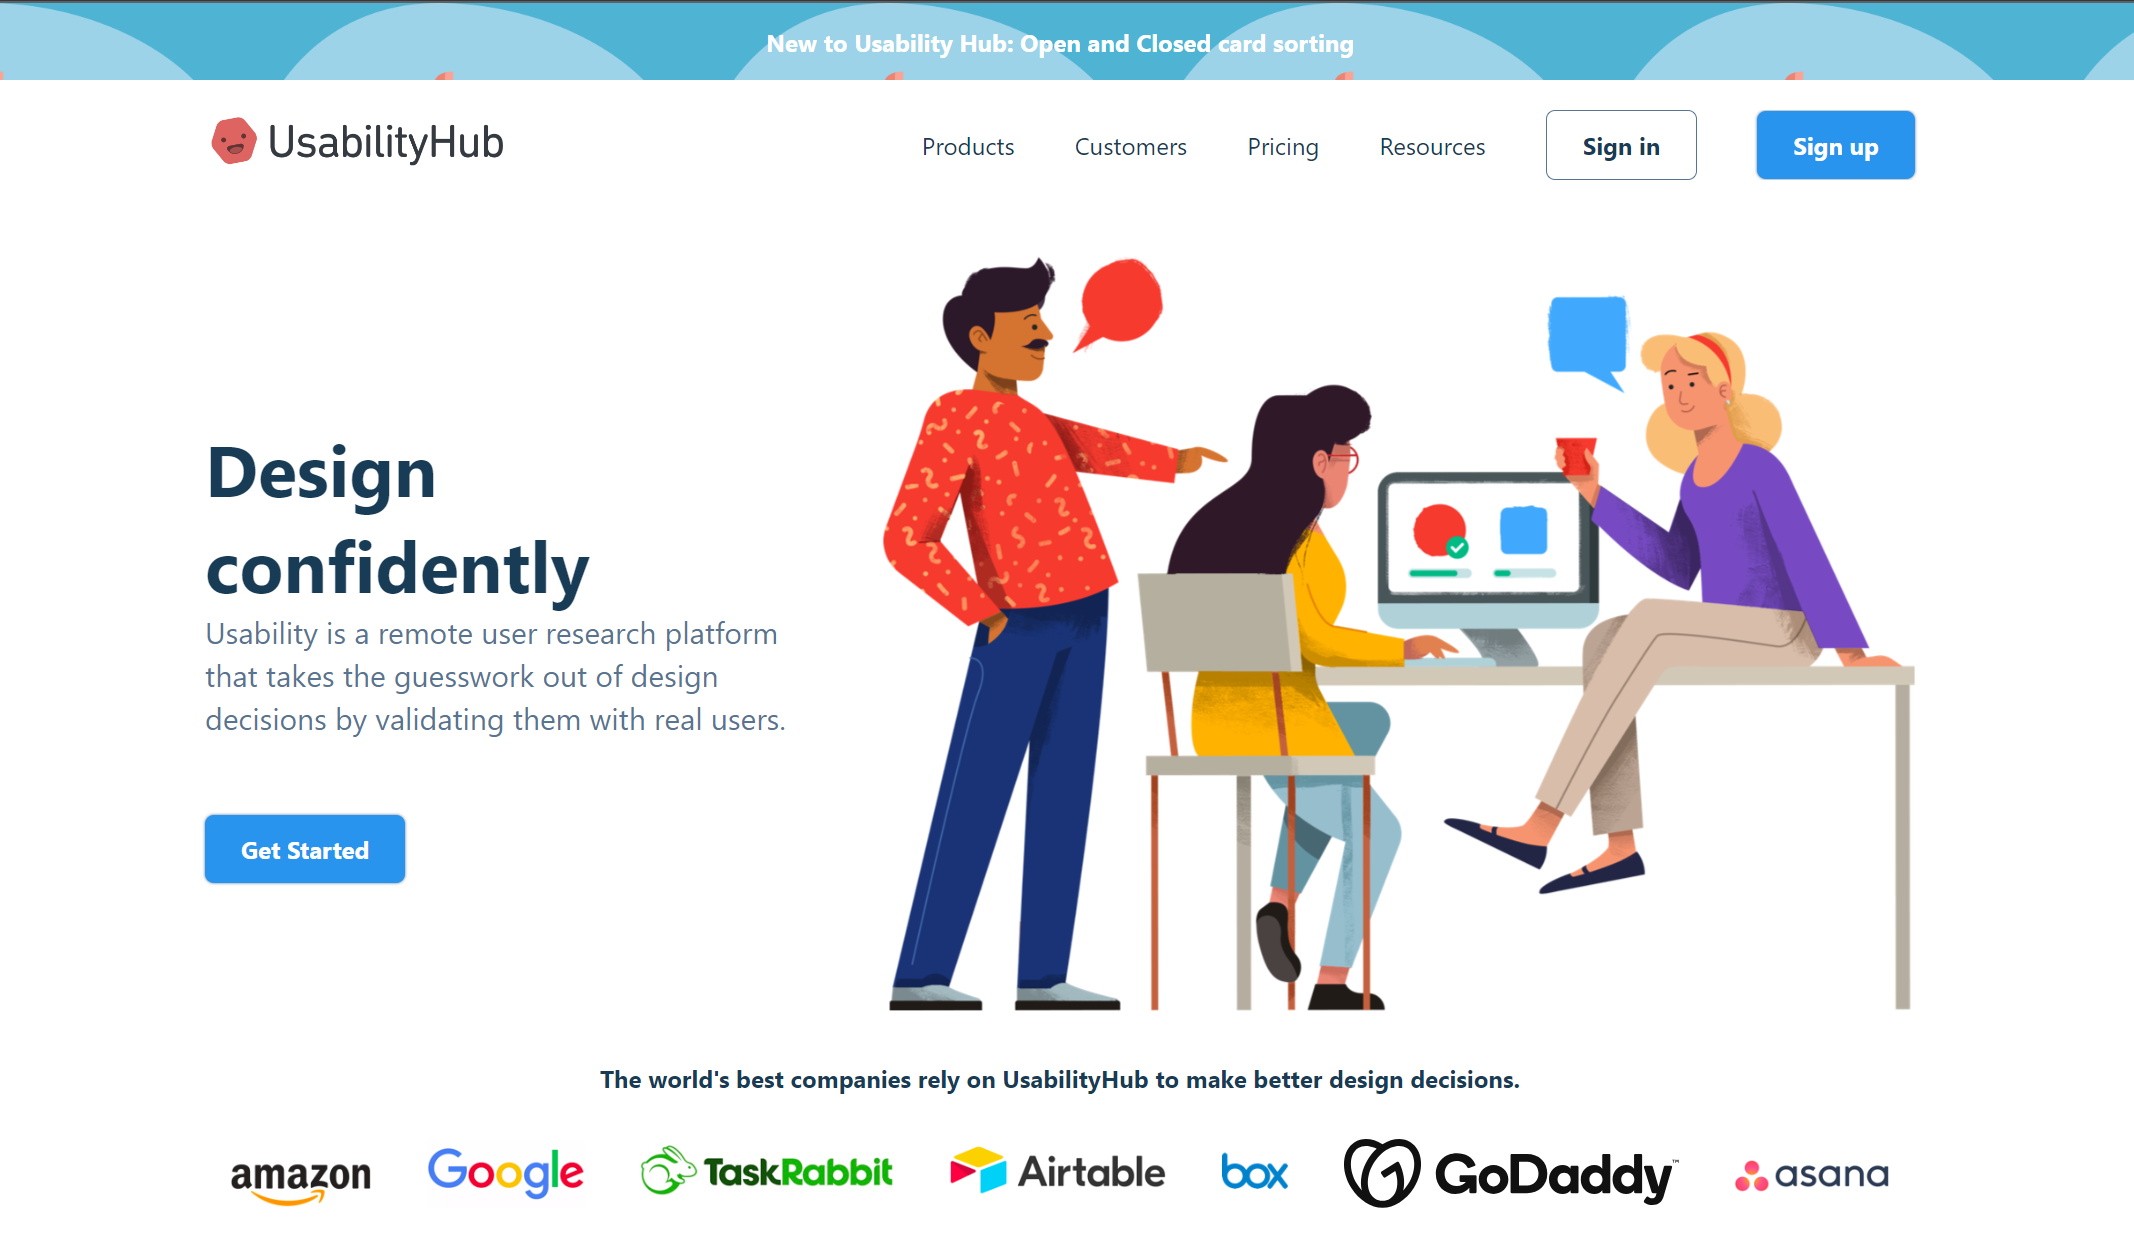 New to Usability Hub: Open and Closed card sorting
UsabilityHub
Products
Customers
Pricing
Resources
Sign in
Sign up
Design
confidently
Usability is a remote user research platform
that takes the guesswork out of design
decisions by validating them with real users.
Get Started
The world's best companies rely on UsabilityHub to make better design decisions.
amazon
Google
TaskRabbit
Airtable
box
GoDaddy™
asana